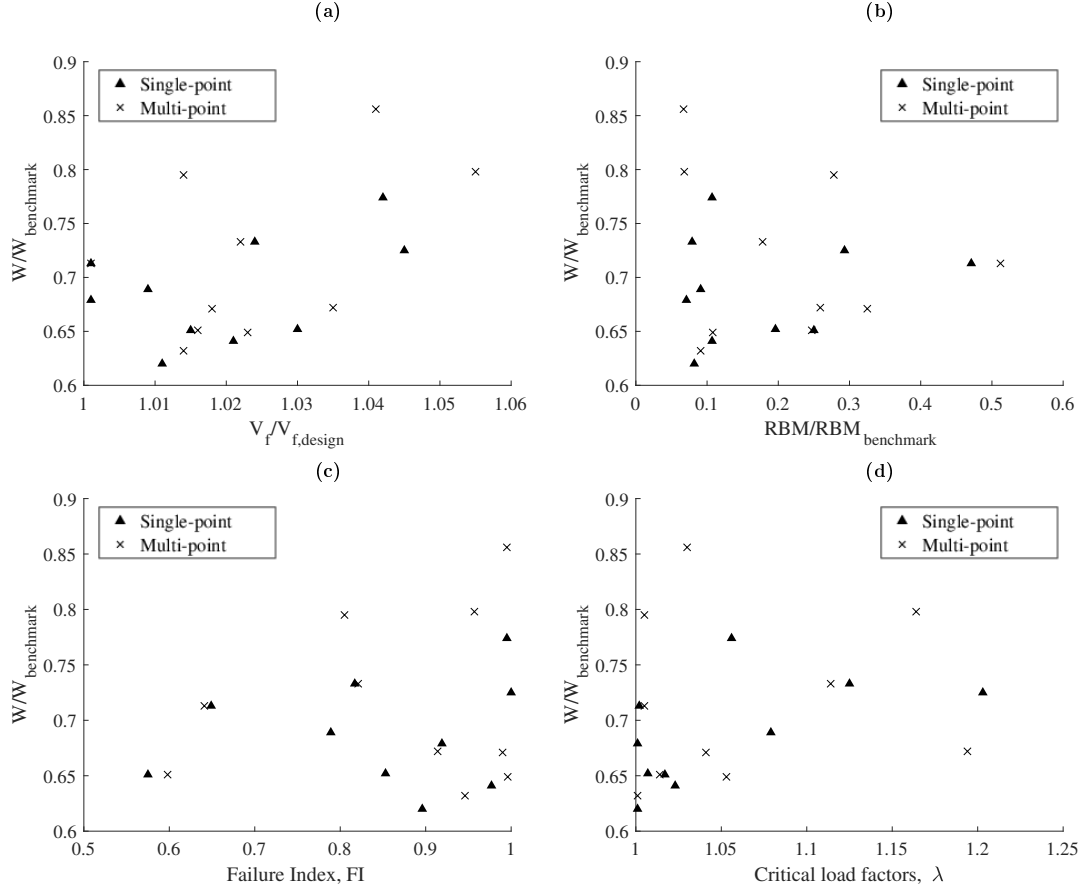 (a)
0.9
0.85
0.8
0.75
0.7
0.65
0.6
W/W_benchmark
Single-point
Multi-point
1 1.01 1.02 1.03 1.04 1.05 1.06
V_f/V_f,design
(b)
0.9
0.85
0.8
0.75
0.7
0.65
0.6
W/W_benchmark
Single-point
Multi-point
0 0.1 0.2 0.3 0.4 0.5 0.6
RBM/RBM_benchmark
(c)
0.9
0.85
0.8
0.75
0.7
0.65
0.6
W/W_benchmark
Single-point
Multi-point
0.5 0.6 0.7 0.8 0.9 1
Failure Index, FI
(d)
0.9
0.85
0.8
0.75
0.7
0.65
0.6
W/W_benchmark
Single-point
Multi-point
1 1.05 1.1 1.15 1.2 1.25
Critical load factors, λ